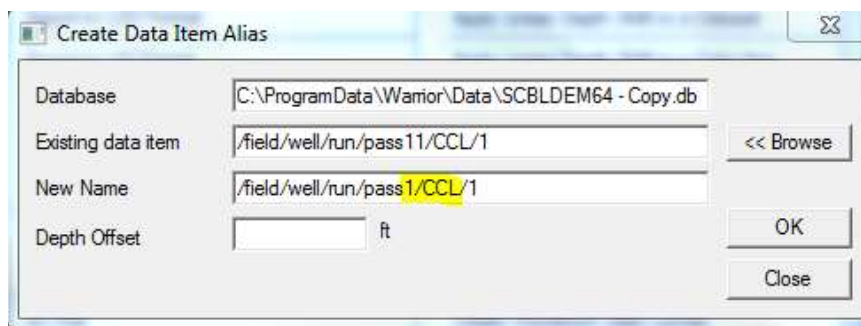 Create Data Item Alias
Database C:\ProgramData\Warrior\Data\SCBLDEM64 - Copy.db
Existing data item /field/well/run/pass11/CCL/1 << Browse
New Name /field/well/run/pass1/CCL/1
Depth Offset ft OK
Close